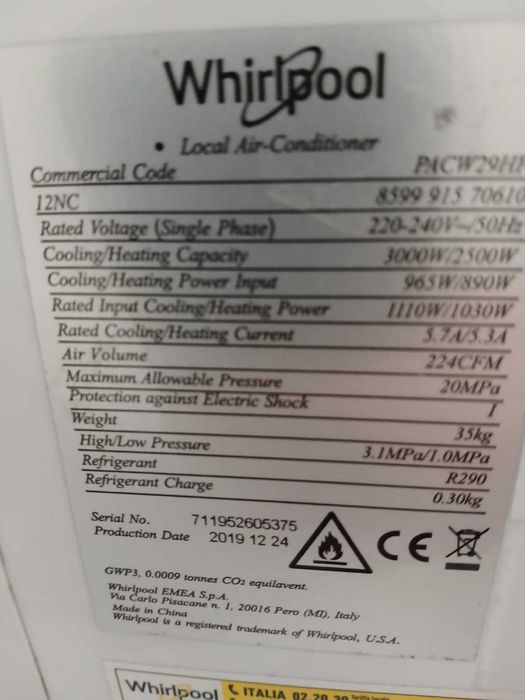 Whirlpool
• Local Air-Conditioner
Commercial Code PACW29H
12NC 8599 915 70610
Rated Voltage (Single Phase) 220-240V~/50Hz
Cooling/Heating Capacity 3000W/2500W
Cooling/Heating Power Input 965W/890W
Rated Input Cooling/Heating Power 1110W/1030W
Rated Cooling/Heating Current 5.7A/5.3A
Air Volume 224CFM
Maximum Allowable Pressure 20MPa
Protection against Electric Shock I
Weight 35kg
High/Low Pressure 3.1MPa/1.0MPa
Refrigerant R290
Refrigerant Charge 0.30kg
Serial No. 711952605375
Production Date 2019 12 24
CE
GWP3, 0.0009 tonnes CO2 equilavent.
Whirlpool EMEA S.p.A.
Via Carlo Pisacane n. 1, 20016 Pero (MI), Italy
Made in China
Whirlpool is a registered trademark of Whirlpool, U.S.A.
Whirlpool ITALIA 02 20 30